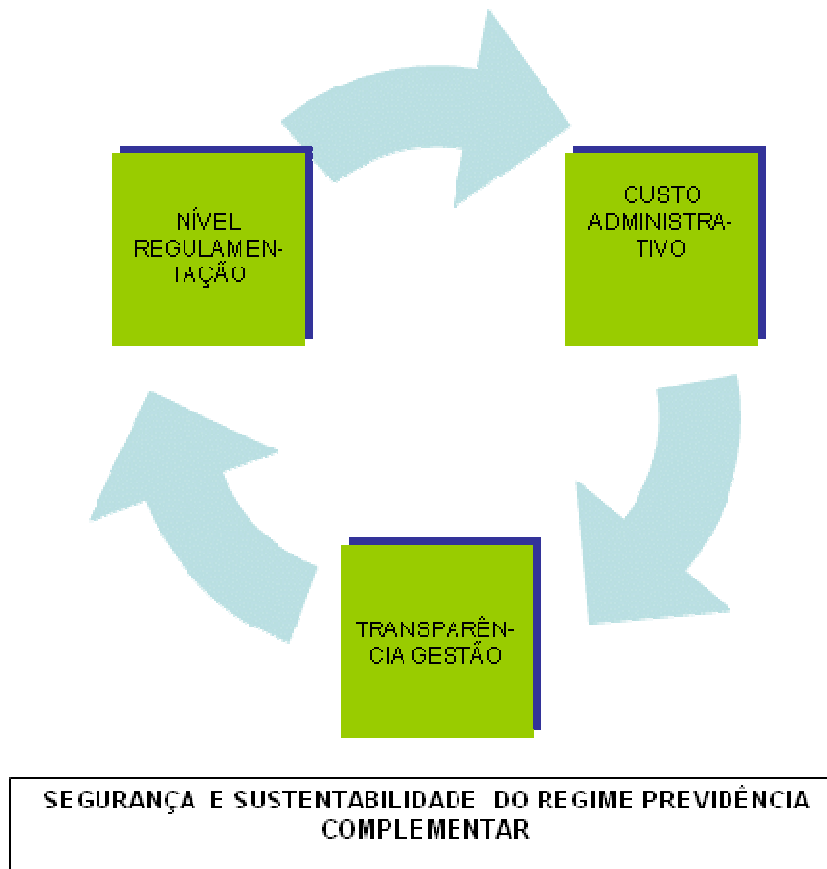 NÍVEL
REGULAMEN-
TAÇÃO
CUSTO
ADMINISTRA-
TIVO
TRANSPARÊN-
CIA GESTÃO
SEGURANÇA E SUSTENTABILIDADE DO REGIME PREVIDÊNCIA
COMPLEMENTAR